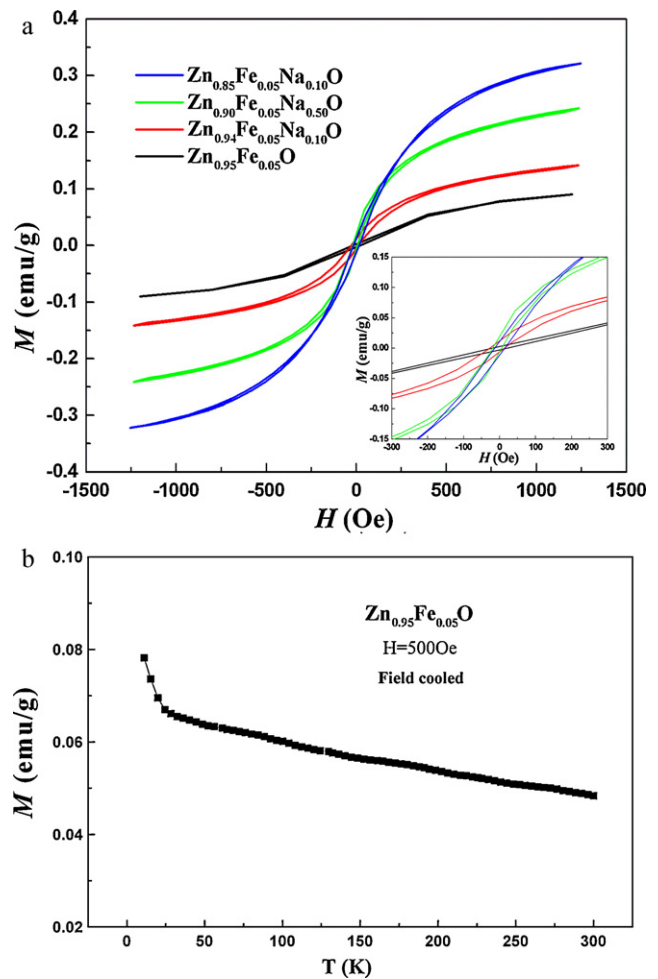 a
0.4
0.3
0.2
0.1
0.0
-0.1
-0.2
-0.3
-0.4
M (emu/g)
Zn0.85Fe0.05Na0.10O
Zn0.90Fe0.05Na0.50O
Zn0.94Fe0.05Na0.10O
Zn0.95Fe0.05O
0.15
0.10
0.05
0.00
-0.05
-0.10
-0.15
M (emu/g)
-300 -200 -100 0 100 200 300
H (Oe)
-1500 -1000 -500 0 500 1000 1500
H (Oe)
b
0.10
0.08
0.06
0.04
0.02
M (emu/g)
Zn0.95Fe0.05O
H=500Oe
Field cooled
0 50 100 150 200 250 300
T (K)